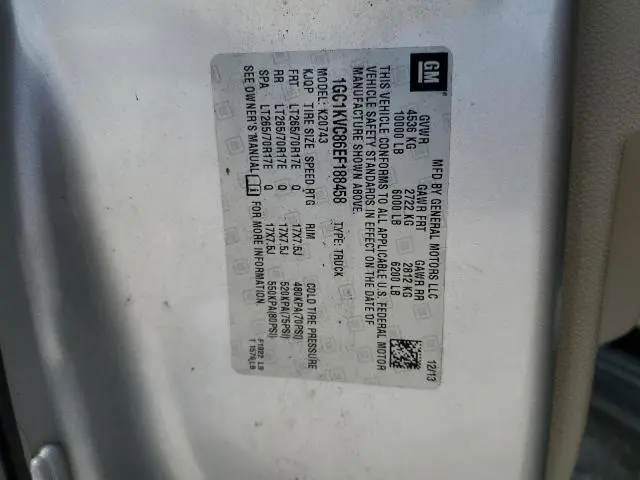 GM
MFD BY GENERAL MOTORS LLC
12/13
GVWR GAWR FRT GAWR RR
4536 KG 2722 KG 2812 KG
10000 LB 6000 LB 6200 LB
THIS VEHICLE CONFORMS TO ALL APPLICABLE U.S. FEDERAL MOTOR
VEHICLE SAFETY STANDARDS IN EFFECT ON THE DATE OF
MANUFACTURE SHOWN ABOVE.
1GC1KVC86EF188458 TYPE: TRUCK
MODEL: K20743
KJQP TIRE SIZE SPEED RTG RIM COLD TIRE PRESSURE
FRT LT265/70R17E Q 17X7.5J 480KPA(70PSI)
RR LT265/70R17E Q 17X7.5J 520KPA(75PSI)
SPA LT265/70R17E Q 17X7.5J 550KPA(80PSI)
SEE OWNER'S MANUAL FOR MORE INFORMATION